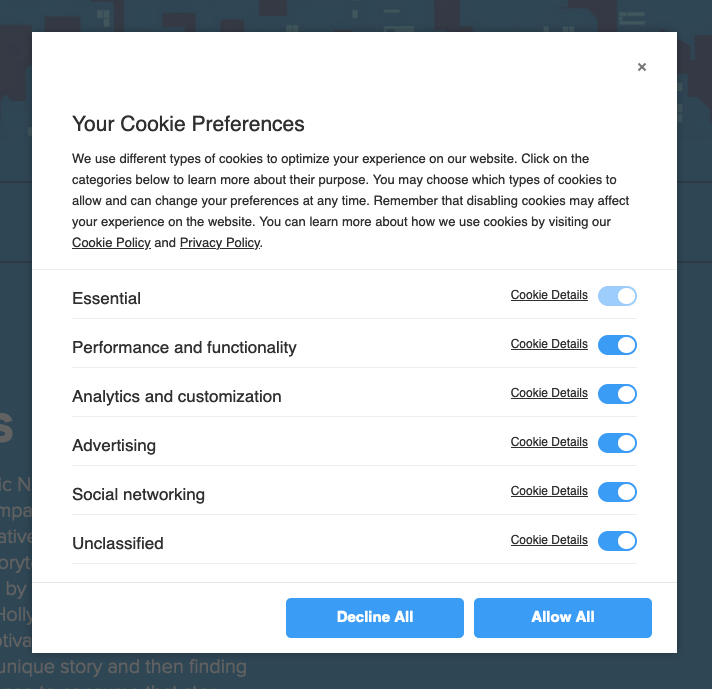 ×
Your Cookie Preferences
We use different types of cookies to optimize your experience on our website. Click on the
categories below to learn more about their purpose. You may choose which types of cookies to
allow and can change your preferences at any time. Remember that disabling cookies may affect
your experience on the website. You can learn more about how we use cookies by visiting our
Cookie Policy and Privacy Policy.
Essential Cookie Details
Performance and functionality Cookie Details
Analytics and customization Cookie Details
Advertising Cookie Details
Social networking Cookie Details
Unclassified Cookie Details
Decline All Allow All
s
ic N
by
unique story and then finding